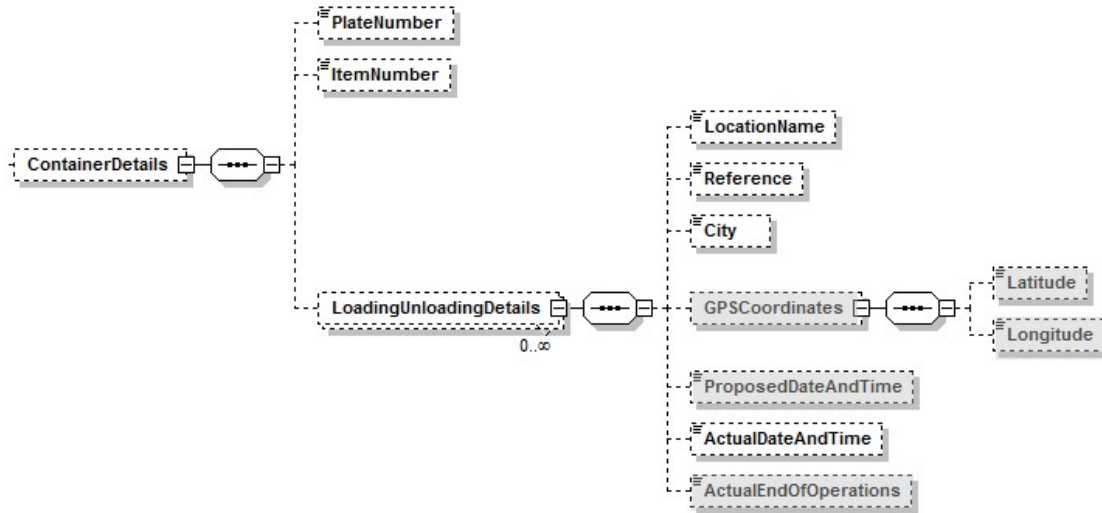 PlateNumber
ItemNumber
ContainerDetails
LoadingUnloadingDetails
0..∞
LocationName
Reference
City
GPSCoordinates
Latitude
Longitude
ProposedDateAndTime
ActualDateAndTime
ActualEndOfOperations